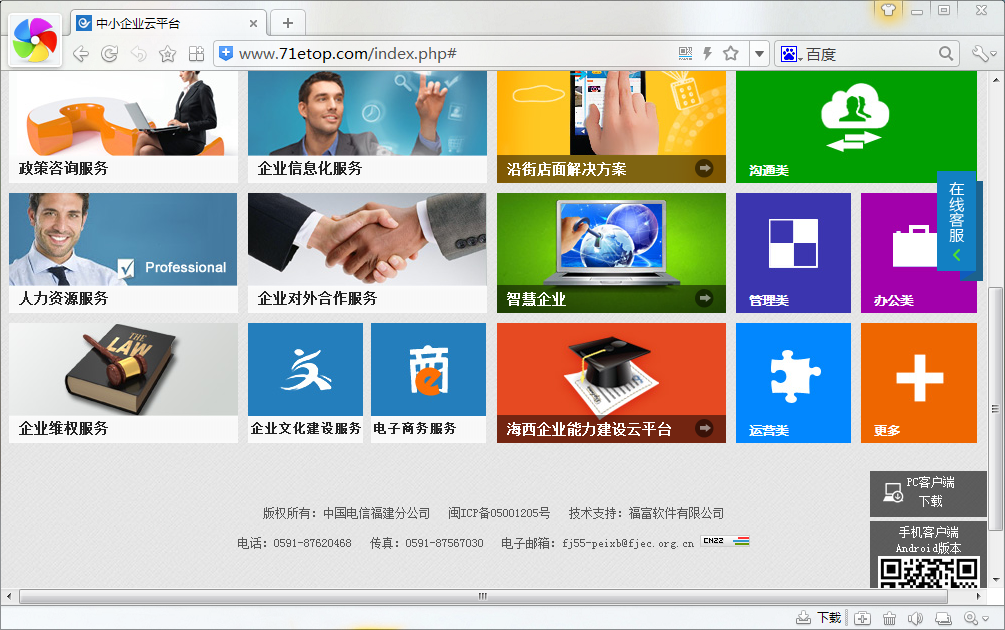 中小企业云平台
www.71etop.com/index.php#
百度
政策咨询服务
企业信息化服务
沿街店面解决方案
沟通类
在线客服
Professional
人力资源服务
企业对外合作服务
智慧企业
管理类
办公类
THE
LAW
商
e
企业维权服务
企业文化建设服务
电子商务服务
海西企业能力建设云平台
运营类
更多
PC客户端
下载
版权所有：中国电信福建分公司 闽ICP备05001205号 技术支持：福富软件有限公司
手机客户端
Android版本
电话：0591-87620468 传真：0591-87567030 电子邮箱：fj55-peixb@fjec.org.cn CNZZ
下载